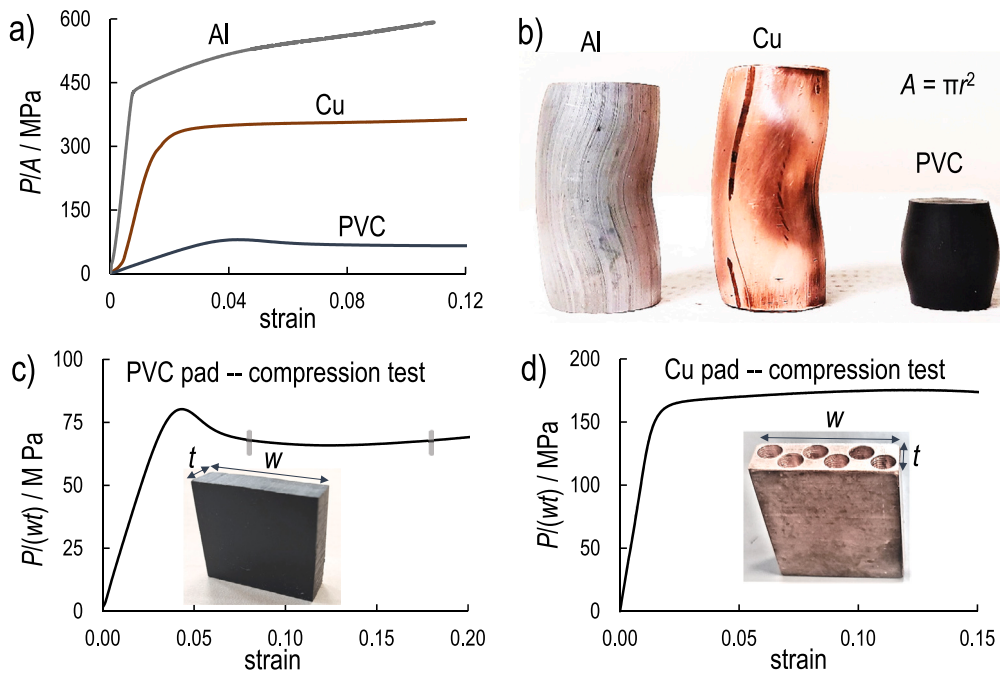 a)
600
450
300
150
0
P/A / MPa
Al
Cu
PVC
0
0.04
0.08
0.12
strain
b)
Al
Cu
A = πr²
PVC
c)
PVC pad -- compression test
100
75
50
25
0
P/(wt) / M Pa
t
w
0.00
0.05
0.10
0.15
0.20
strain
d)
Cu pad -- compression test
200
150
100
50
0
P/(wt) / MPa
w
t
0.00
0.05
0.10
0.15
strain